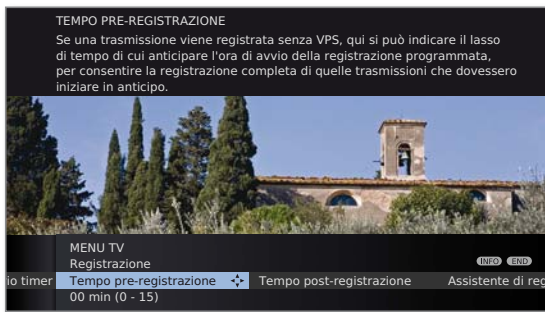 TEMPO PRE-REGISTRAZIONE
Se una trasmissione viene registrata senza VPS, qui si può indicare il lasso
di tempo di cui anticipare l'ora di avvio della registrazione programmata,
per consentire la registrazione completa di quelle trasmissioni che dovessero
iniziare in anticipo.
MENU TV
Registrazione
INFO END
io timer Tempo pre-registrazione Tempo post-registrazione Assistente di reg
00 min (0 - 15)